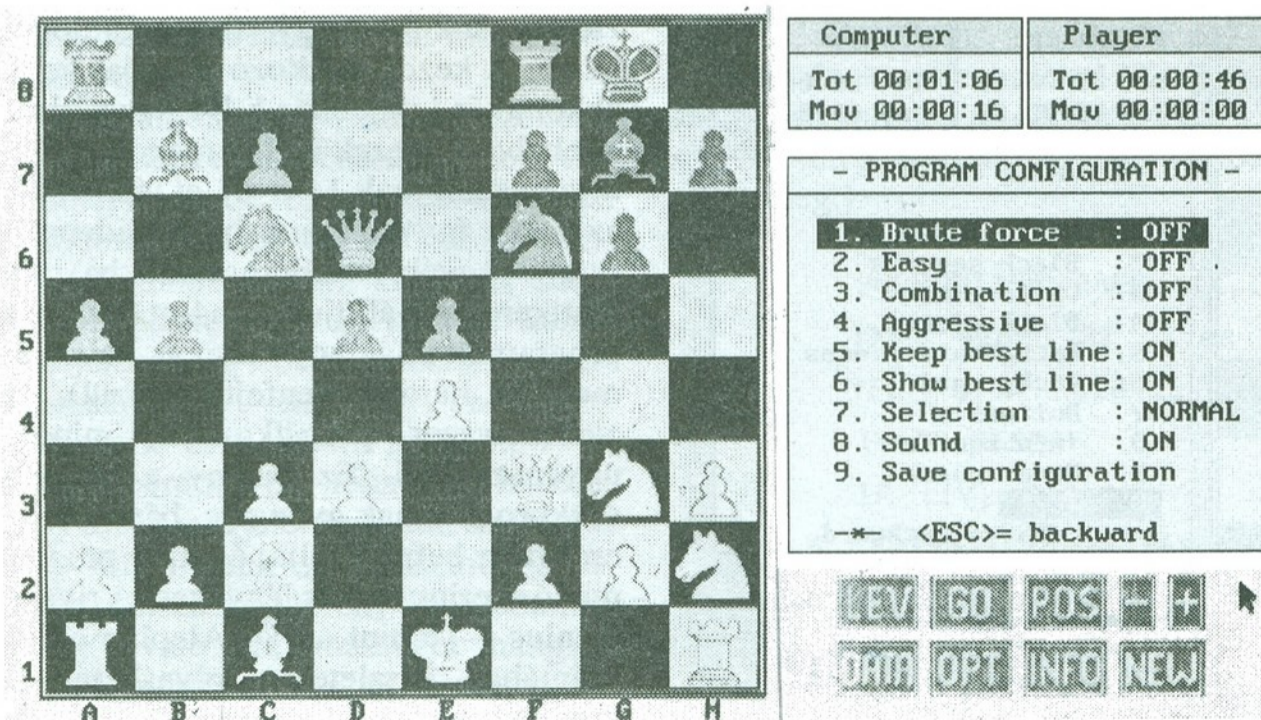 8
7
6
5
4
3
2
1
A B C D E F G H
Computer Player
Tot 00:01:06 Tot 00:00:46
Mov 00:00:16 Mov 00:00:00
- PROGRAM CONFIGURATION -
1. Brute force : OFF
2. Easy : OFF
3. Combination : OFF
4. Aggressive : OFF
5. Keep best line: ON
6. Show best line: ON
7. Selection : NORMAL
8. Sound : ON
9. Save configuration
-*- <ESC>= backward
LEV GO POS - +
DATA OPT INFO NEW